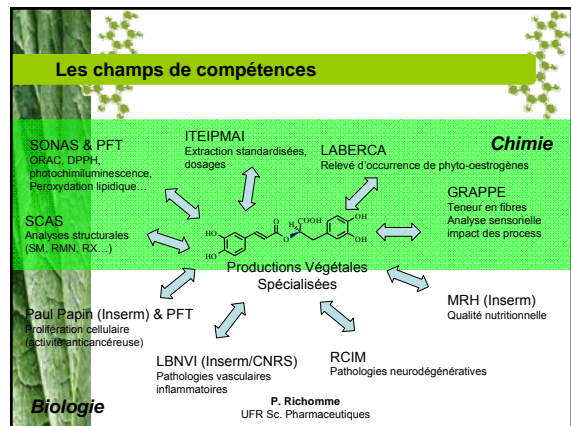 Les champs de compétences
SONAS & PFT
ORAC, DPPH,
photochimiluminescence,
Peroxydation lipidique…
ITEIPMAI
Extraction standardisées,
dosages
Chimie
LABERCA
Relevé d'occurrence de phyto-oestrogènes
GRAPPE
Teneur en fibres
Analyse sensorielle
impact des process
SCAS
Analyses structurales
(SM, RMN, RX…)
HO
HO
O
O
H
COOH
OH
OH
Productions Végétales
Spécialisées
Paul Papin (Inserm) & PFT
Prolifération cellulaire
(activité anticancéreuse)
MRH (Inserm)
Qualité nutritionnelle
LBNVI (Inserm/CNRS)
Pathologies vasculaires
inflammatoires
RCIM
Pathologies neurodégénératives
Biologie
P. Richomme
UFR Sc. Pharmaceutiques